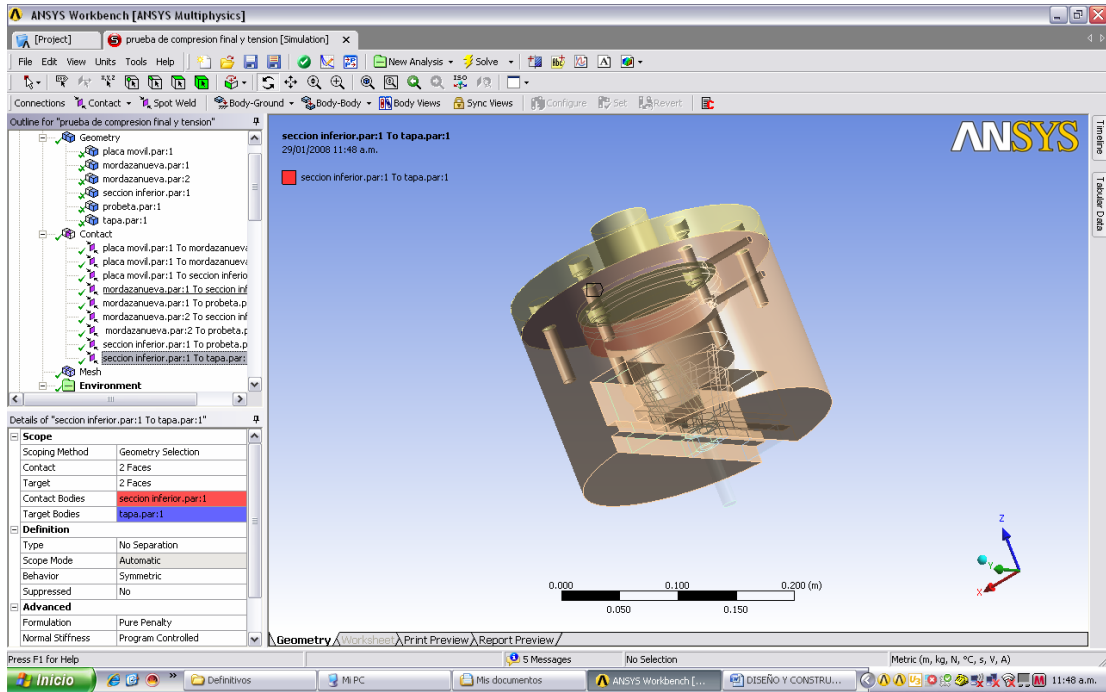 ANSYS Workbench [ANSYS Multiphysics]
[Project]
prueba de compresion final y tension [Simulation]
File Edit View Units Tools Help
New Analysis
Solve
Connections Contact Spot Weld Body-Ground Body-Body Body Views Sync Views Configure Set Revert
Outline for "prueba de compresion final y tension"
Geometry
placa movil.par:1
mordazanueva.par:1
mordazanueva.par:2
seccion inferior.par:1
probeta.par:1
tapa.par:1
Contact
placa movil.par:1 To mordazanueva
placa movil.par:1 To mordazanueva
placa movil.par:1 To seccion inferio
mordazanueva.par:1 To seccion inf
mordazanueva.par:1 To probeta.p
mordazanueva.par:2 To seccion in
mordazanueva.par:2 To probeta.p
seccion inferior.par:1 To probeta.p
seccion inferior.par:1 To tapa.par:
Mesh
Environment
Details of "seccion inferior.par:1 To tapa.par:1"
Scope
Scoping Method Geometry Selection
Contact 2 Faces
Target 2 Faces
Contact Bodies seccion inferior.par:1
Target Bodies tapa.par:1
Definition
Type No Separation
Scope Mode Automatic
Behavior Symmetric
Suppressed No
Advanced
Formulation Pure Penalty
Normal Stiffness Program Controlled
seccion inferior.par:1 To tapa.par:1
29/01/2008 11:48 a.m.
seccion inferior.par:1 To tapa.par:1
ANSYS
Timeline
Tabular Data
Z
Y
X
0.000 0.100 0.200 (m)
0.050 0.150
Geometry Worksheet Print Preview Report Preview
Press F1 for Help
5 Messages
No Selection
Metric (m, kg, N, °C, s, V, A)
Inicio
Definitivos
Mi PC
Mis documentos
ANSYS Workbench [...
DISEÑO Y CONSTRU...
11:48 a.m.